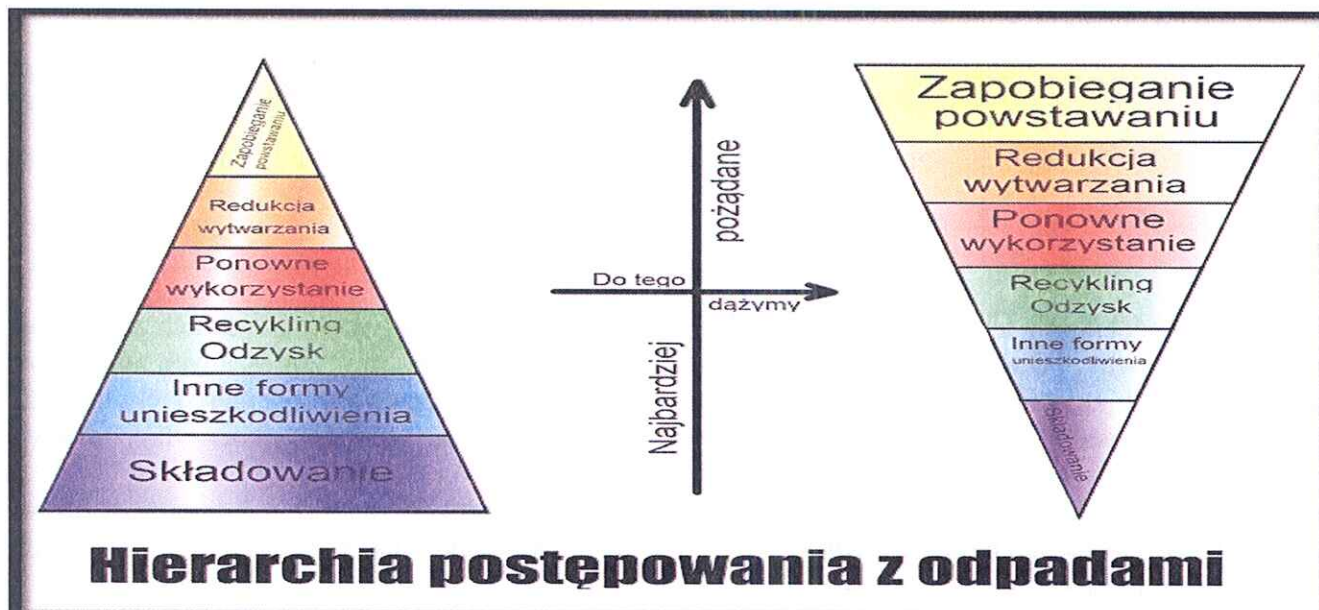 Zapobieganie
powstawaniu
Redukcja
wytwarzania
Ponowne
wykorzystanie
Recykling
Odzysk
Inne formy
unieszkodliwienia
Składowanie
Najbardziej pożądane
Do tego dążymy
Zapobieganie
powstawaniu
Redukcja
wytwarzania
Ponowne
wykorzystanie
Recykling
Odzysk
Inne formy
unieszkodliwienia
Składowanie
Hierarchia postępowania z odpadami